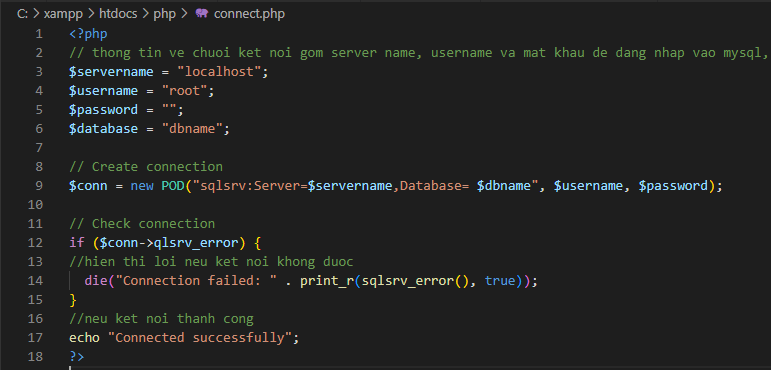 C: > xampp > htdocs > php > connect.php
1 <?php
2 // thong tin ve chuoi ket noi gom server name, username va mat khau de dang nhap vao mysql,
3 $servername = "localhost";
4 $username = "root";
5 $password = "";
6 $database = "dbname";
7
8 // Create connection
9 $conn = new POD("sqlsrv:Server=$servername,Database= $dbname", $username, $password);
10
11 // Check connection
12 if ($conn->qlsrv_error) {
13 //hien thi loi neu ket noi khong duoc
14 die("Connection failed: " . print_r(sqlsrv_error(), true));
15 }
16 //neu ket noi thanh cong
17 echo "Connected successfully";
18 ?>